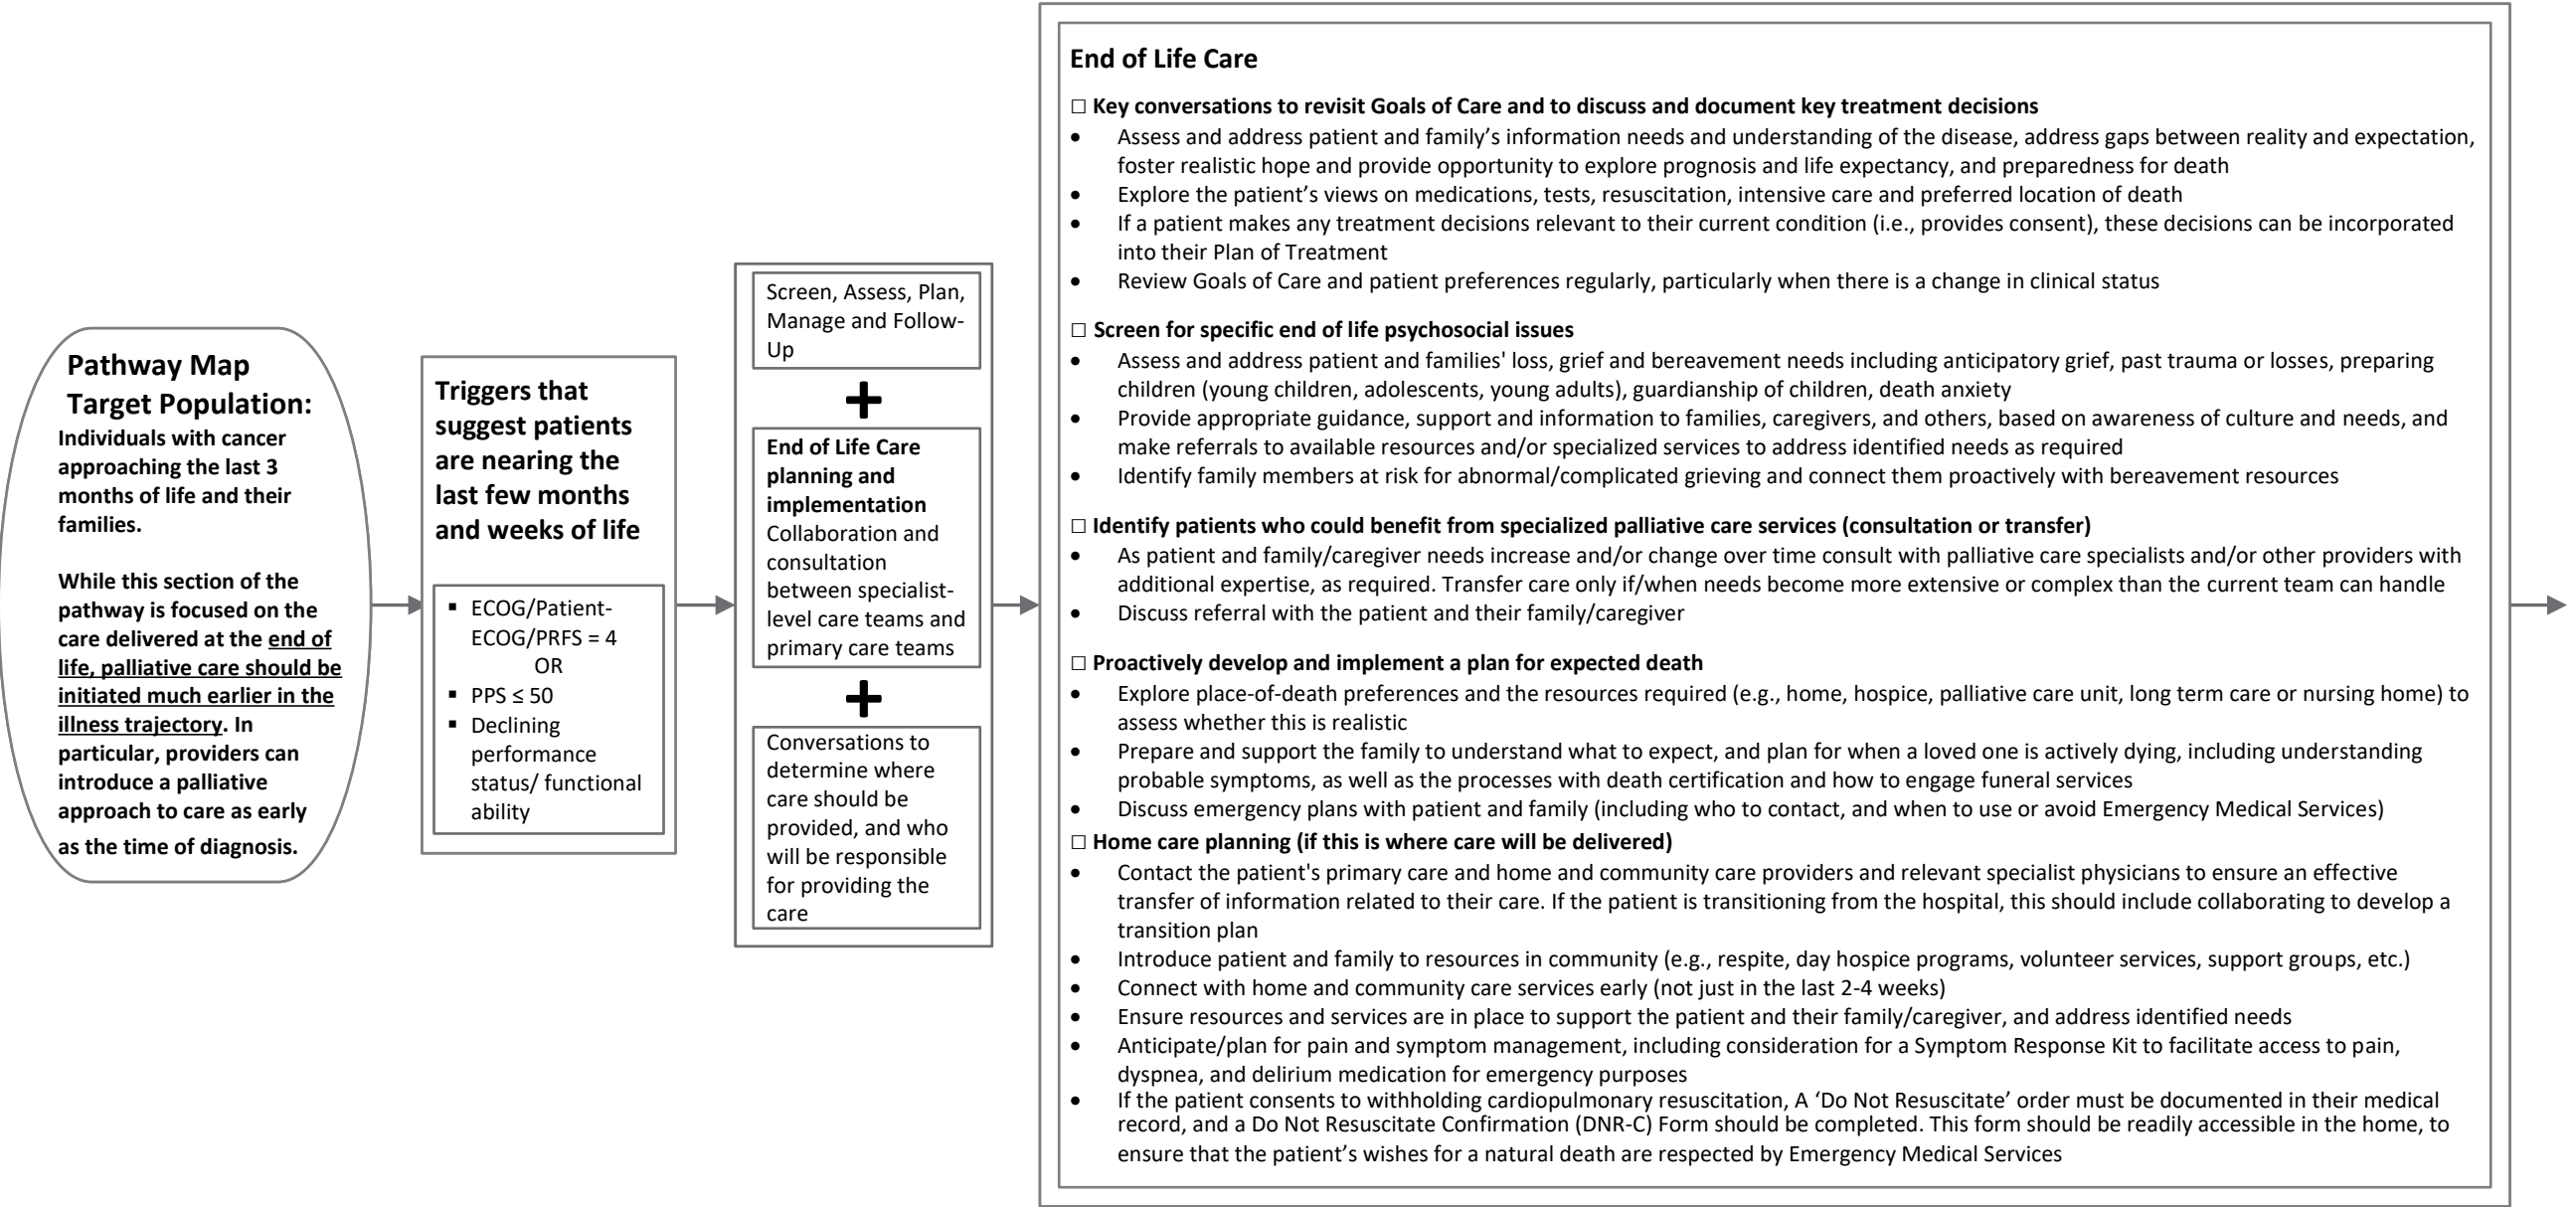 Pathway Map
Target Population:
Individuals with cancer
approaching the last 3
months of life and their
families.
While this section of the
pathway is focused on the
care delivered at the end of
life, palliative care should be
initiated much earlier in the
illness trajectory. In
particular, providers can
introduce a palliative
approach to care as early
as the time of diagnosis.
Triggers that
suggest patients
are nearing the
last few months
and weeks of life
▪ ECOG/Patient-
ECOG/PRFS = 4
OR
▪ PPS ≤ 50
▪ Declining
performance
status/ functional
ability
Screen, Assess, Plan,
Manage and Follow-
Up
+
End of Life Care
planning and
implementation
Collaboration and
consultation
between specialist-
level care teams and
primary care teams
+
Conversations to
determine where
care should be
provided, and who
will be responsible
for providing the
care
End of Life Care
□ Key conversations to revisit Goals of Care and to discuss and document key treatment decisions
• Assess and address patient and family’s information needs and understanding of the disease, address gaps between reality and expectation,
foster realistic hope and provide opportunity to explore prognosis and life expectancy, and preparedness for death
• Explore the patient’s views on medications, tests, resuscitation, intensive care and preferred location of death
• If a patient makes any treatment decisions relevant to their current condition (i.e., provides consent), these decisions can be incorporated
into their Plan of Treatment
• Review Goals of Care and patient preferences regularly, particularly when there is a change in clinical status
□ Screen for specific end of life psychosocial issues
• Assess and address patient and families' loss, grief and bereavement needs including anticipatory grief, past trauma or losses, preparing
children (young children, adolescents, young adults), guardianship of children, death anxiety
• Provide appropriate guidance, support and information to families, caregivers, and others, based on awareness of culture and needs, and
make referrals to available resources and/or specialized services to address identified needs as required
• Identify family members at risk for abnormal/complicated grieving and connect them proactively with bereavement resources
□ Identify patients who could benefit from specialized palliative care services (consultation or transfer)
• As patient and family/caregiver needs increase and/or change over time consult with palliative care specialists and/or other providers with
additional expertise, as required. Transfer care only if/when needs become more extensive or complex than the current team can handle
• Discuss referral with the patient and their family/caregiver
□ Proactively develop and implement a plan for expected death
• Explore place-of-death preferences and the resources required (e.g., home, hospice, palliative care unit, long term care or nursing home) to
assess whether this is realistic
• Prepare and support the family to understand what to expect, and plan for when a loved one is actively dying, including understanding
probable symptoms, as well as the processes with death certification and how to engage funeral services
• Discuss emergency plans with patient and family (including who to contact, and when to use or avoid Emergency Medical Services)
□ Home care planning (if this is where care will be delivered)
• Contact the patient's primary care and home and community care providers and relevant specialist physicians to ensure an effective
transfer of information related to their care. If the patient is transitioning from the hospital, this should include collaborating to develop a
transition plan
• Introduce patient and family to resources in community (e.g., respite, day hospice programs, volunteer services, support groups, etc.)
• Connect with home and community care services early (not just in the last 2-4 weeks)
• Ensure resources and services are in place to support the patient and their family/caregiver, and address identified needs
• Anticipate/plan for pain and symptom management, including consideration for a Symptom Response Kit to facilitate access to pain,
dyspnea, and delirium medication for emergency purposes
• If the patient consents to withholding cardiopulmonary resuscitation, A ‘Do Not Resuscitate’ order must be documented in their medical
record, and a Do Not Resuscitate Confirmation (DNR-C) Form should be completed. This form should be readily accessible in the home, to
ensure that the patient’s wishes for a natural death are respected by Emergency Medical Services